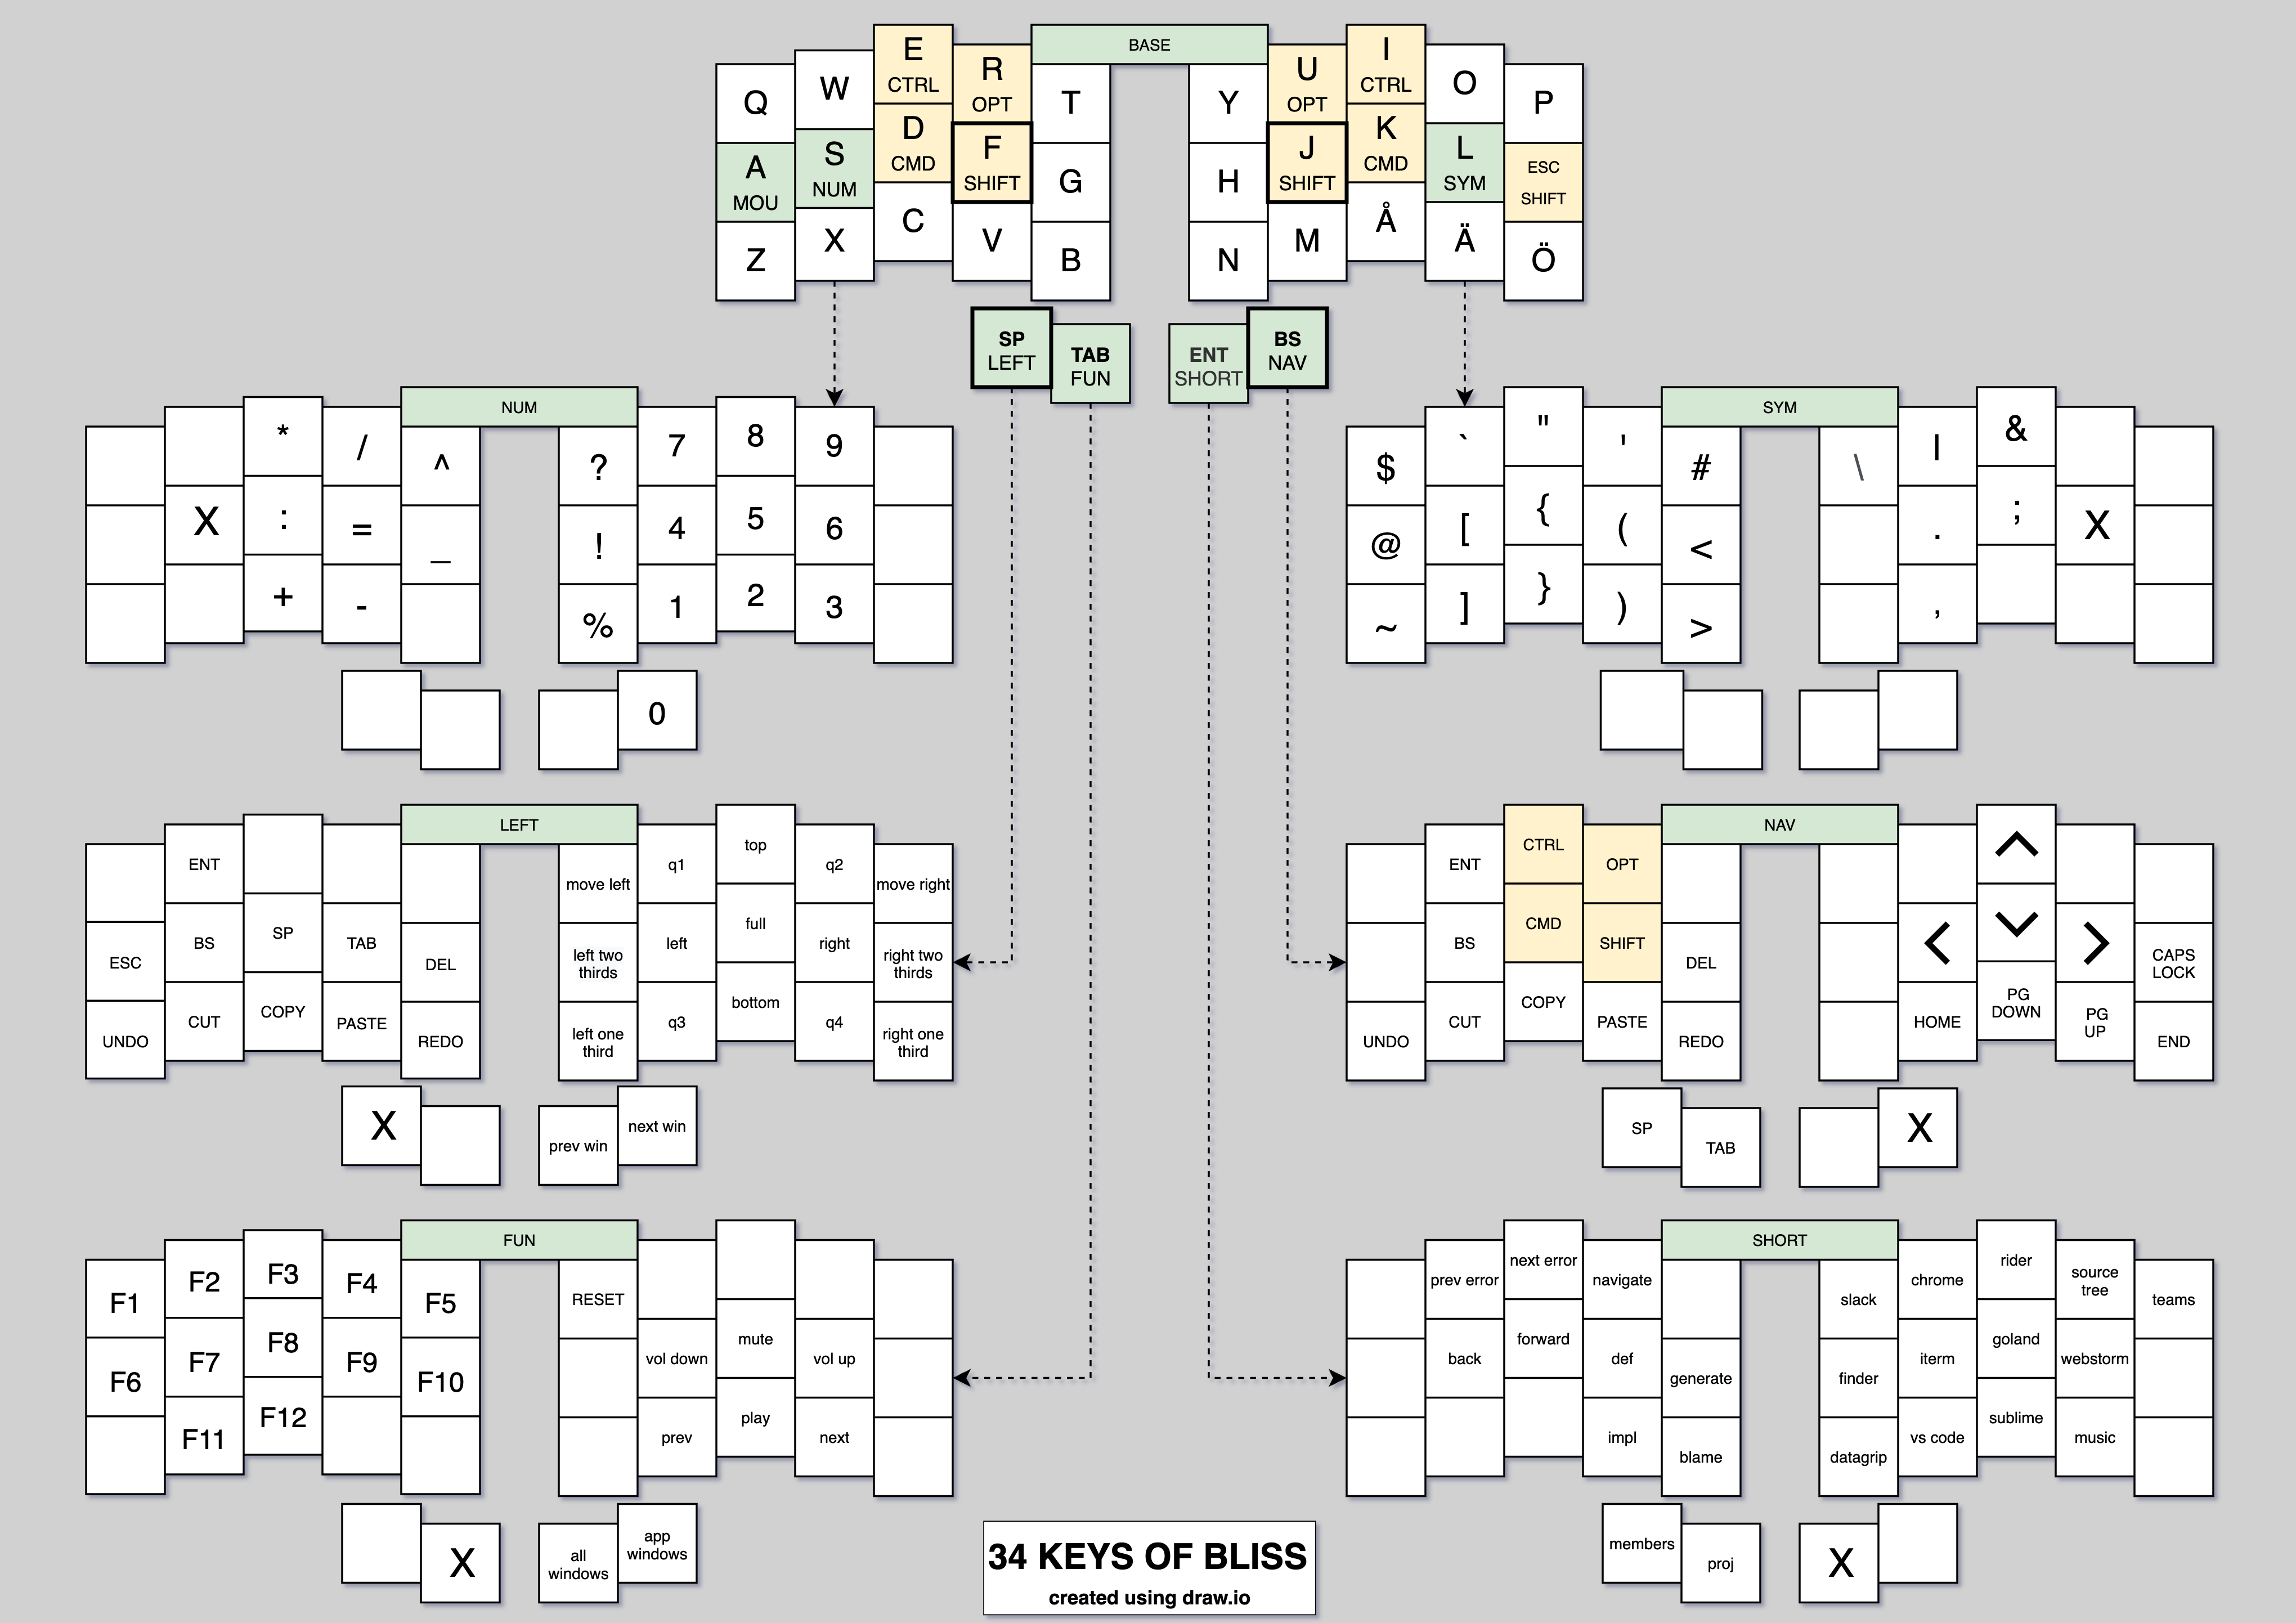 BASE
Q
W
E
CTRL
R
OPT
T
Y
U
OPT
I
CTRL
O
P
A
MOU
S
NUM
D
CMD
F
SHIFT
G
H
J
SHIFT
K
CMD
L
SYM
ESC
SHIFT
Z
X
C
V
B
N
M
Å
Ä
Ö
SP
LEFT
TAB
FUN
ENT
SHORT
BS
NAV
NUM
*
/
^
?
7
8
9
X
:
=
_
!
4
5
6
+
-
%
1
2
3
0
SYM
$
`
"
'
#
\
|
&
@
[
{
(
<
.
;
X
~
]
}
)
>
,
LEFT
ENT
move left
q1
top
q2
move right
ESC
BS
SP
TAB
DEL
left two
thirds
left
full
right
right two
thirds
UNDO
CUT
COPY
PASTE
REDO
left one
third
q3
bottom
q4
right one
third
X
prev win
next win
NAV
ENT
CTRL
OPT
BS
CMD
SHIFT
DEL
CAPS
LOCK
UNDO
CUT
COPY
PASTE
REDO
HOME
PG
DOWN
PG
UP
END
SP
TAB
X
FUN
F1
F2
F3
F4
F5
RESET
F6
F7
F8
F9
F10
vol down
mute
vol up
F11
F12
prev
play
next
X
all
windows
app
windows
SHORT
prev error
next error
navigate
slack
chrome
rider
source
tree
teams
back
forward
def
generate
finder
iterm
goland
webstorm
impl
blame
datagrip
vs code
sublime
music
members
proj
X
34 KEYS OF BLISS
created using draw.io